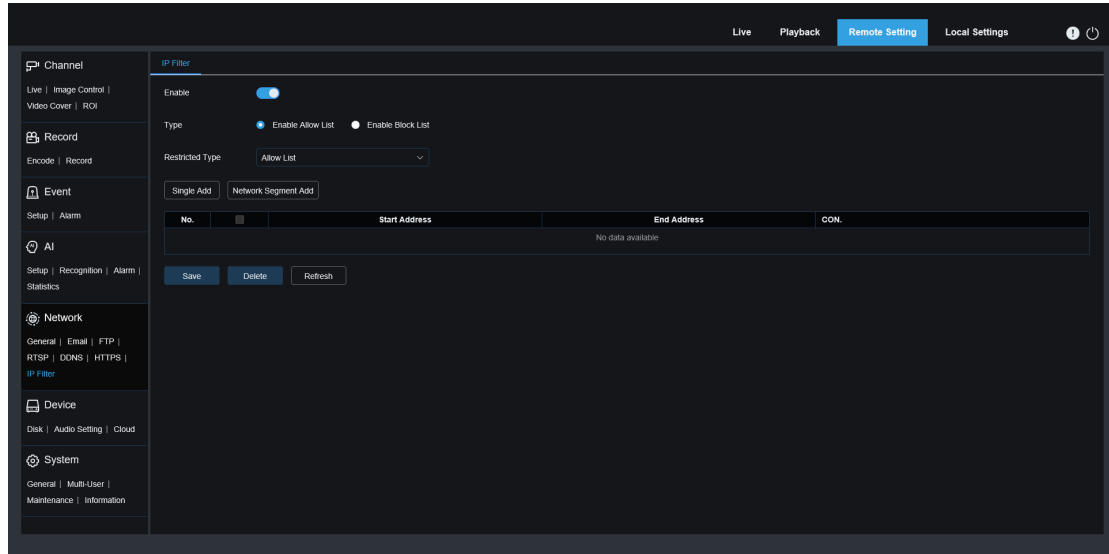 Live Playback Remote Setting Local Settings
Channel
Live | Image Control |
Video Cover | ROI
Record
Encode | Record
Event
Setup | Alarm
AI
Setup | Recognition | Alarm |
Statistics
Network
General | Email | FTP |
RTSP | DDNS | HTTPS |
IP Filter
Device
Disk | Audio Setting | Cloud
System
General | Multi-User |
Maintenance | Information
IP Filter
Enable
Type Enable Allow List Enable Block List
Restricted Type Allow List
Single Add Network Segment Add
No. Start Address End Address CON.
No data available
Save Delete Refresh